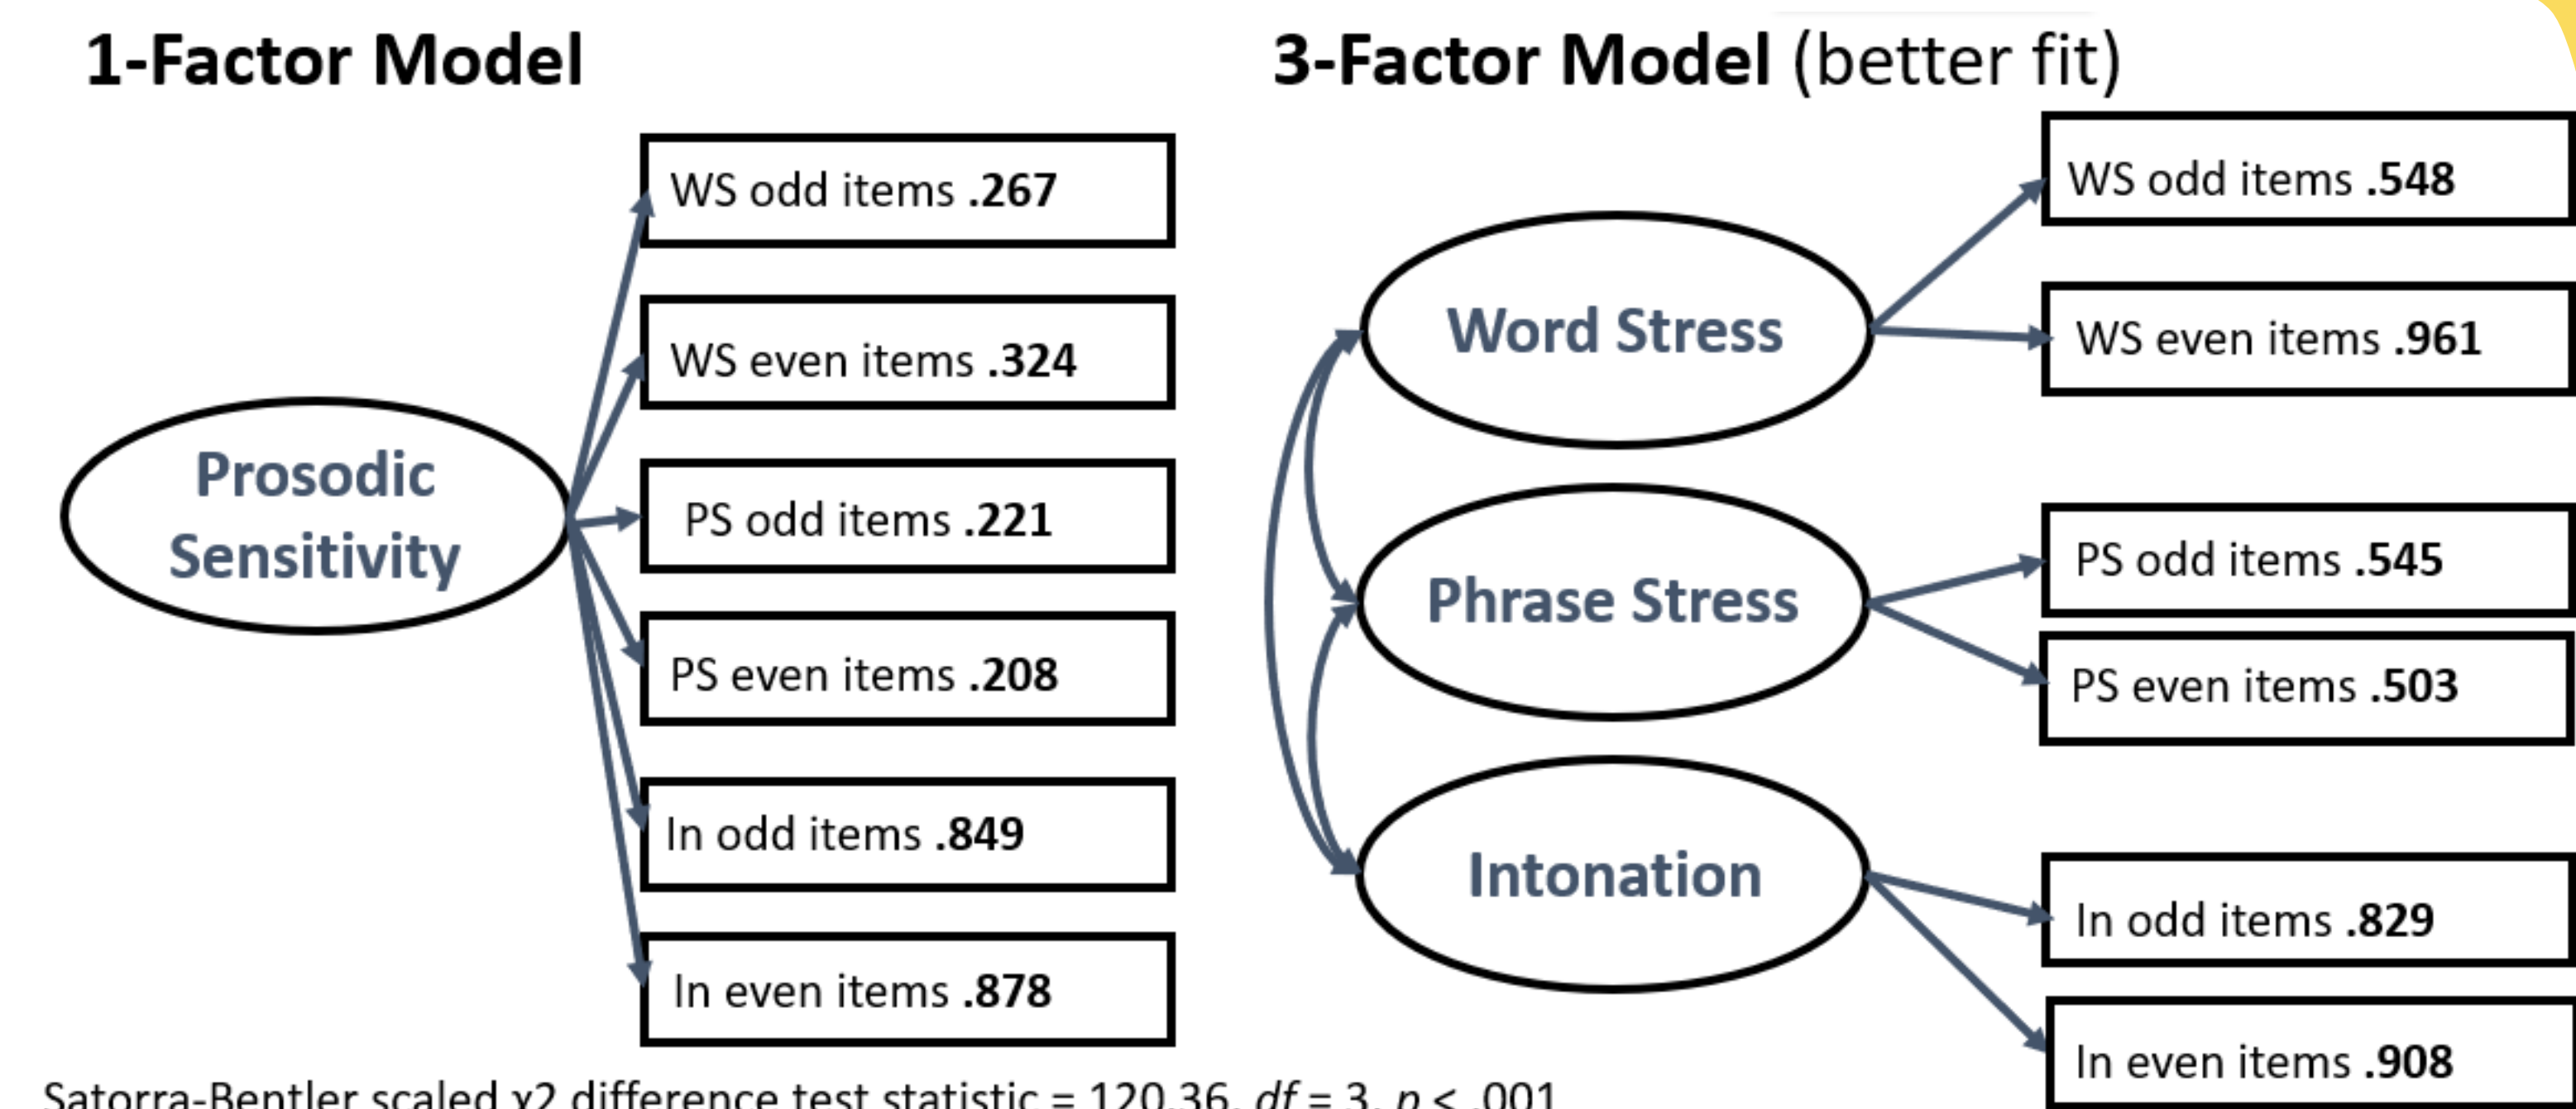 1-Factor Model
Prosodic
Sensitivity
WS odd items .267
WS even items .324
PS odd items .221
PS even items .208
In odd items .849
In even items .878
3-Factor Model (better fit)
Word Stress
Phrase Stress
Intonation
WS odd items .548
WS even items .961
PS odd items .545
PS even items .503
In odd items .829
In even items .908
Satorra-Bentler scaled χ2 difference test statistic = 120.36, df = 3, p < .001